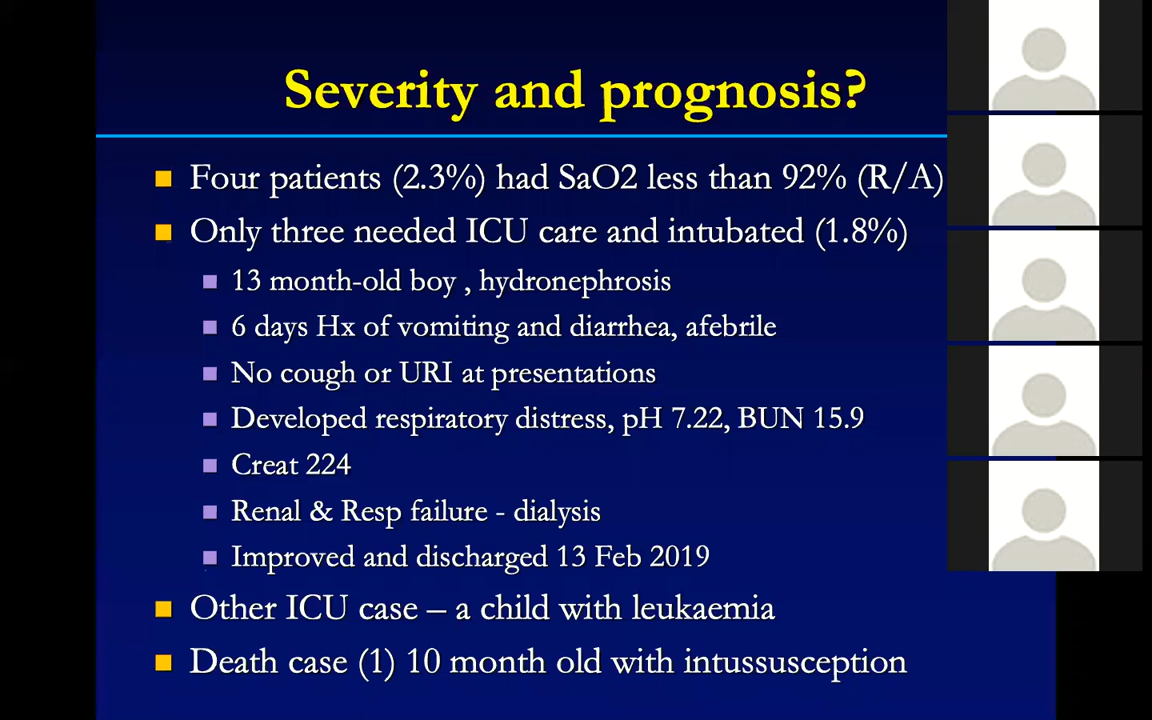 Severity and prognosis?
Four patients (2.3%) had SaO2 less than 92% (R/A)
Only three needed ICU care and intubated (1.8%)
13 month-old boy , hydronephrosis
6 days Hx of vomiting and diarrhea, afebrile
No cough or URI at presentations
Developed respiratory distress, pH 7.22, BUN 15.9
Creat 224
Renal & Resp failure - dialysis
Improved and discharged 13 Feb 2019
Other ICU case – a child with leukaemia
Death case (1) 10 month old with intussusception